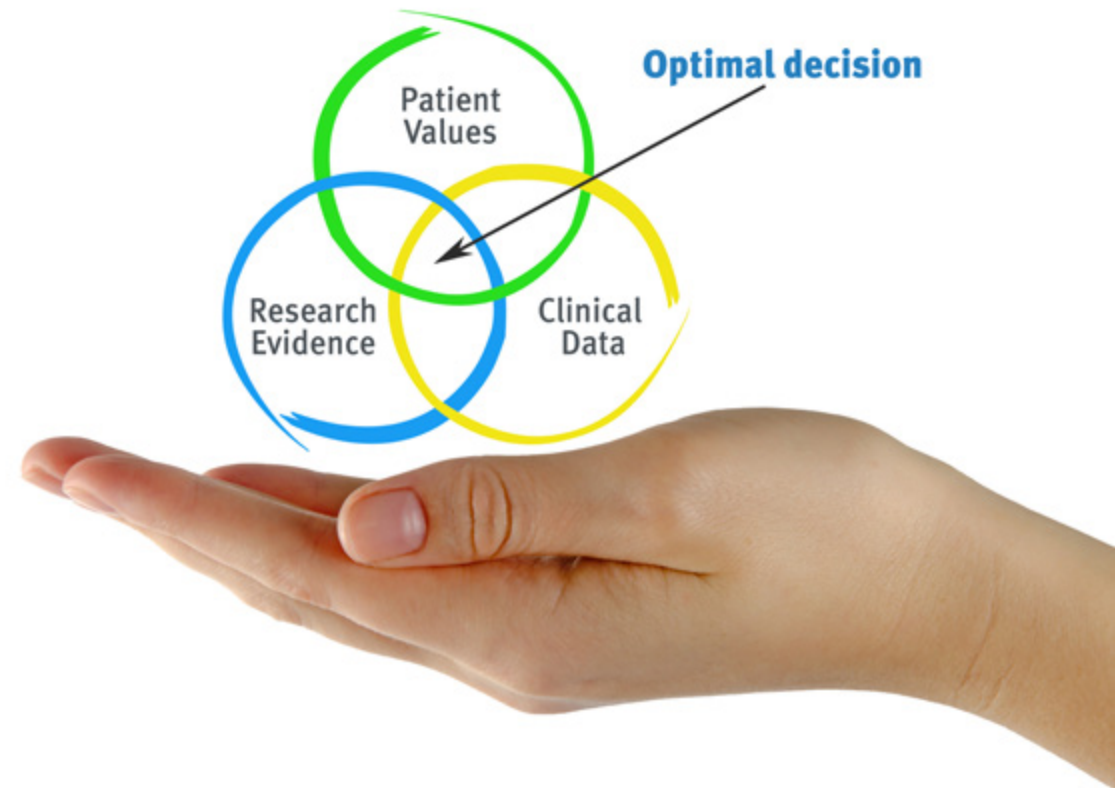 Optimal decision
Patient
Values
Research
Evidence
Clinical
Data